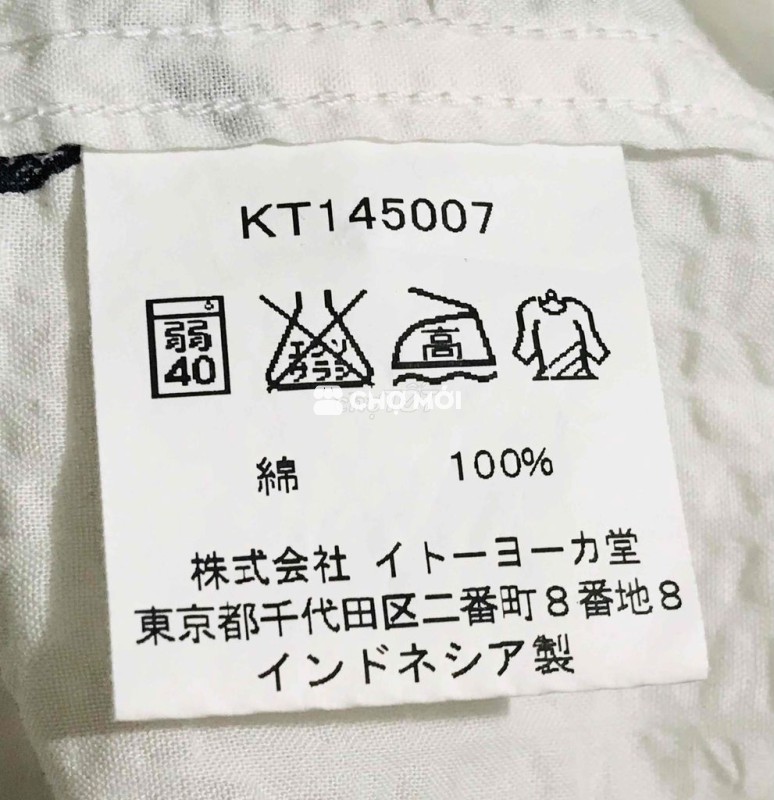 KT145007
弱
40
エンソ
サラシ
高
CHỢ MỚI
綿 100%
株式会社 イトーヨーカ堂
東京都千代田区二番町8番地8
インドネシア製